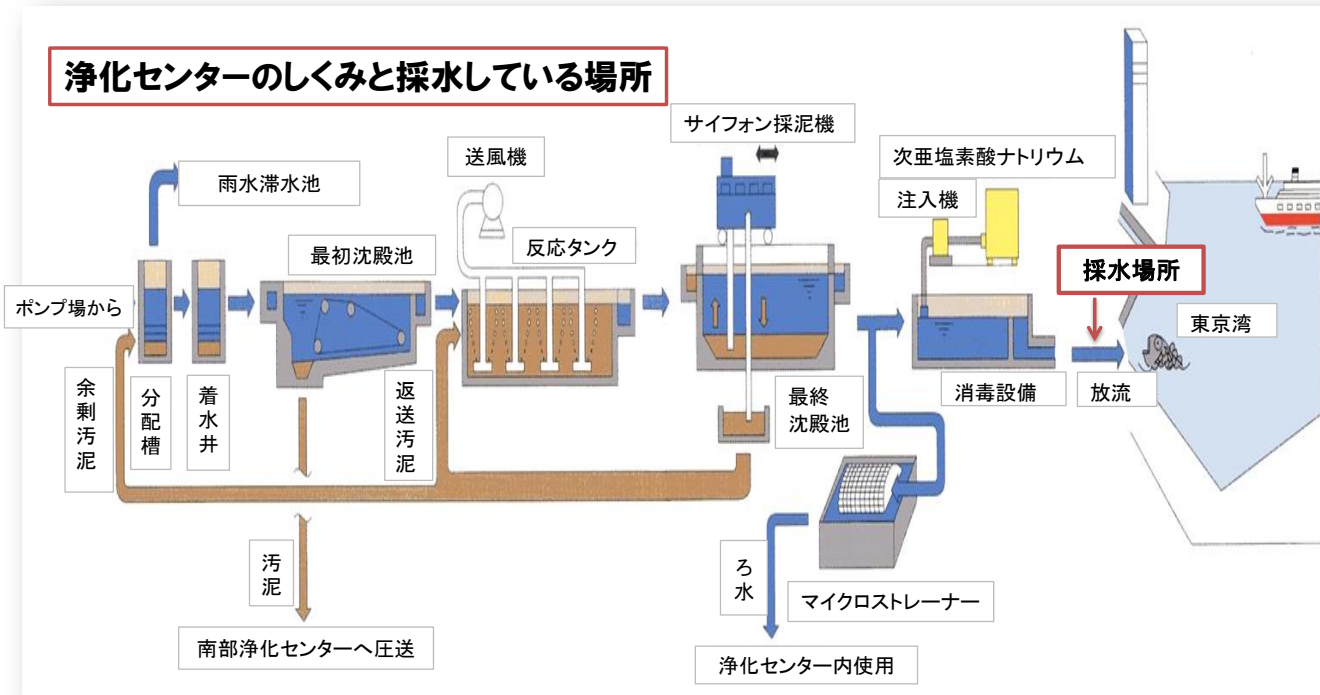 浄化センターのしくみと採水している場所
サイフォン採泥機
送風機
次亜塩素酸ナトリウム
注入機
雨水滞水池
最初沈殿池
反応タンク
採水場所
ポンプ場から
東京湾
余剰汚泥
分配槽
着水井
返送汚泥
最終
沈殿池
消毒設備
放流
汚泥
ろ水
マイクロストレーナー
南部浄化センターへ圧送
浄化センター内使用